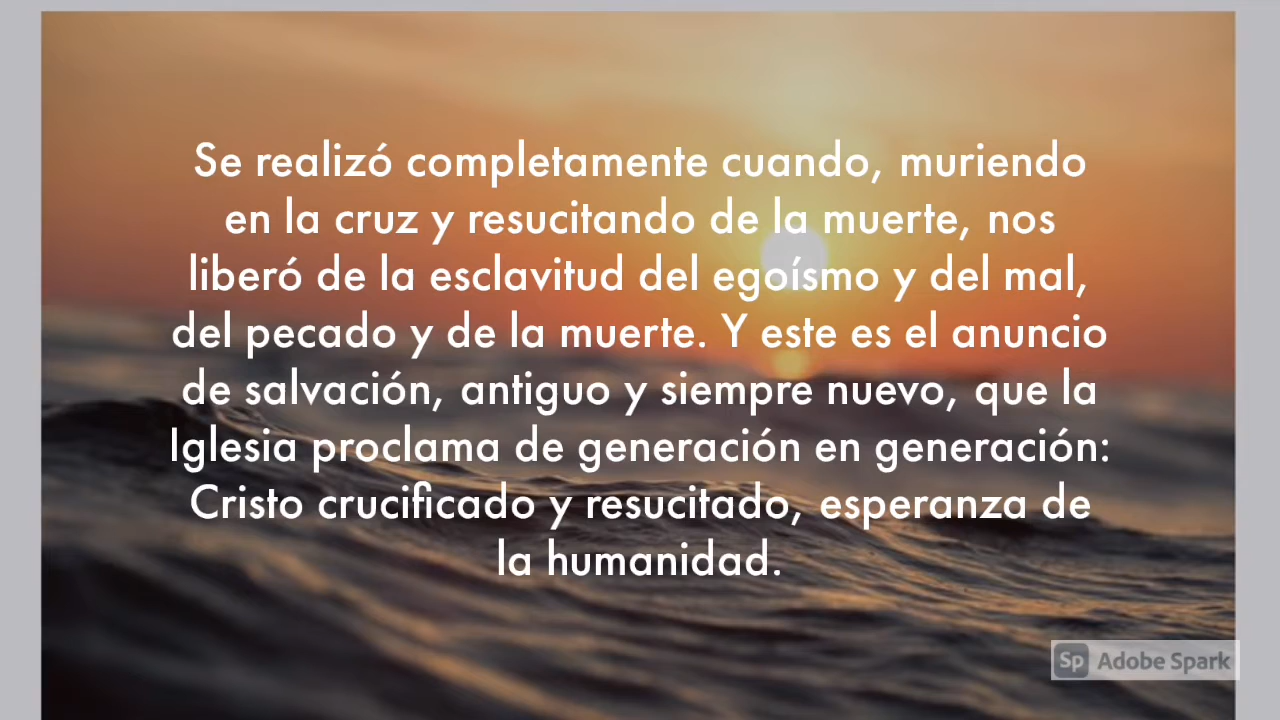 Se realizó completamente cuando, muriendo
en la cruz y resucitando de la muerte, nos
liberó de la esclavitud del egoísmo y del mal,
del pecado y de la muerte. Y este es el anuncio
de salvación, antiguo y siempre nuevo, que la
Iglesia proclama de generación en generación:
Cristo crucificado y resucitado, esperanza de
la humanidad.
Sp Adobe Spark